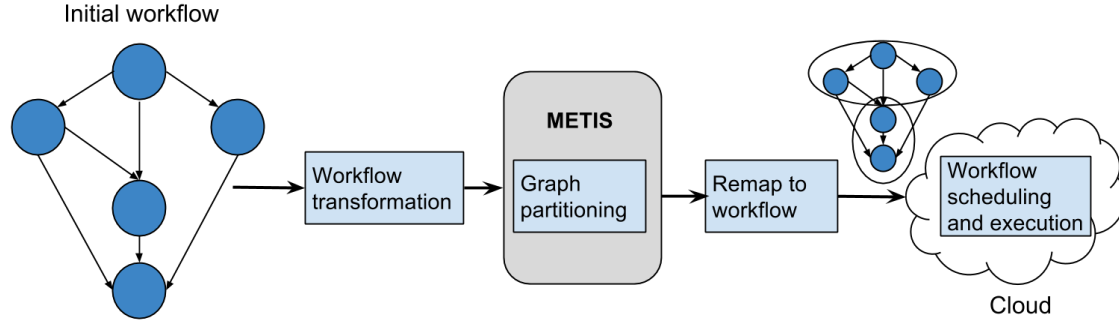 Initial workflow
Workflow
transformation
METIS
Graph
partitioning
Remap to
workflow
Workflow
scheduling
and execution
Cloud